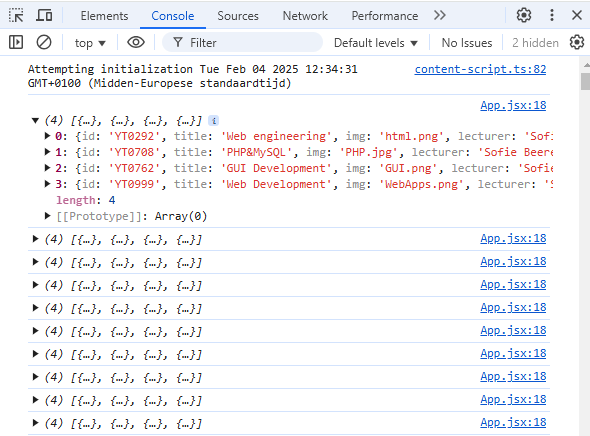 Elements Console Sources Network Performance
top Filter Default levels No Issues 2 hidden
Attempting initialization Tue Feb 04 2025 12:34:31 content-script.ts:82
GMT+0100 (Midden-Europese standaardtijd)
App.jsx:18
(4) [{…}, {…}, {…}, {…}] i
0: {id: 'YT0292', title: 'Web engineering', img: 'html.png', lecturer: 'Sofi
1: {id: 'YT0708', title: 'PHP&MySQL', img: 'PHP.jpg', lecturer: 'Sofie Beere
2: {id: 'YT0762', title: 'GUI Development', img: 'GUI.png', lecturer: 'Sofie
3: {id: 'YT0999', title: 'Web Development', img: 'WebApps.png', lecturer: 'S
length: 4
[[Prototype]]: Array(0)
(4) [{…}, {…}, {…}, {…}] App.jsx:18
(4) [{…}, {…}, {…}, {…}] App.jsx:18
(4) [{…}, {…}, {…}, {…}] App.jsx:18
(4) [{…}, {…}, {…}, {…}] App.jsx:18
(4) [{…}, {…}, {…}, {…}] App.jsx:18
(4) [{…}, {…}, {…}, {…}] App.jsx:18
(4) [{…}, {…}, {…}, {…}] App.jsx:18
(4) [{…}, {…}, {…}, {…}] App.jsx:18
(4) [{…}, {…}, {…}, {…}] App.jsx:18